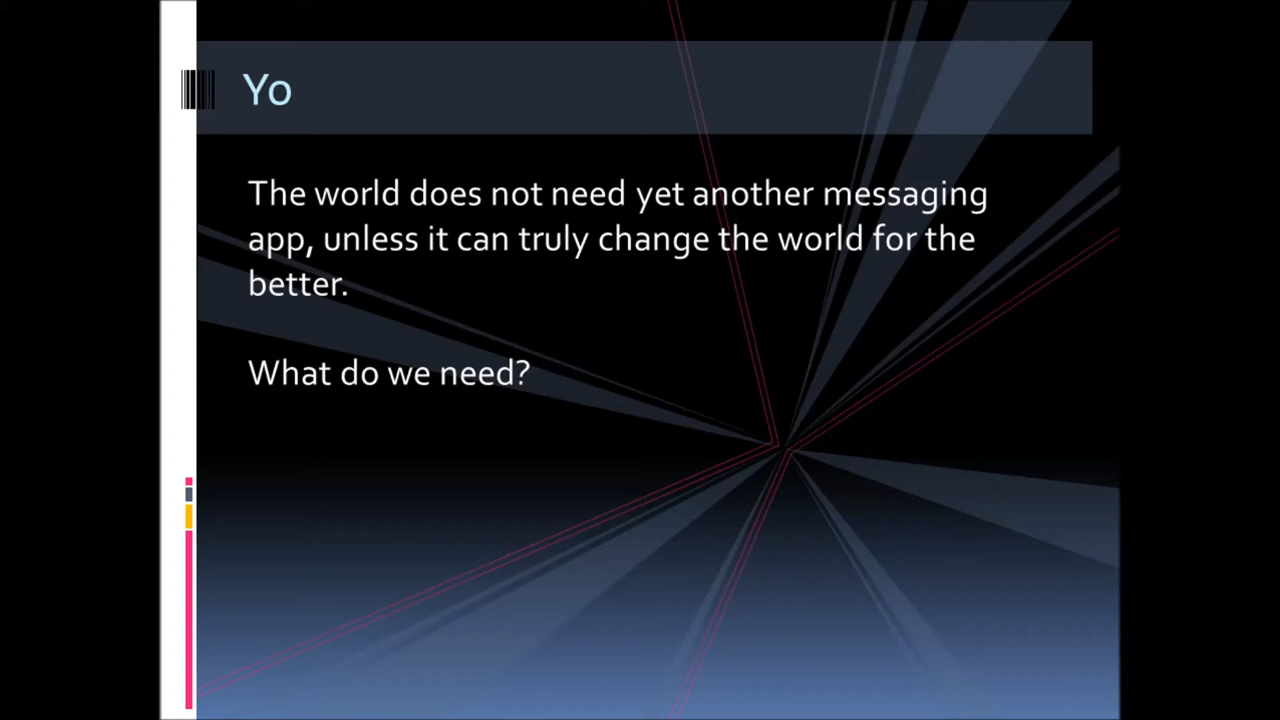 Yo
The world does not need yet another messaging
app, unless it can truly change the world for the
better.
What do we need?